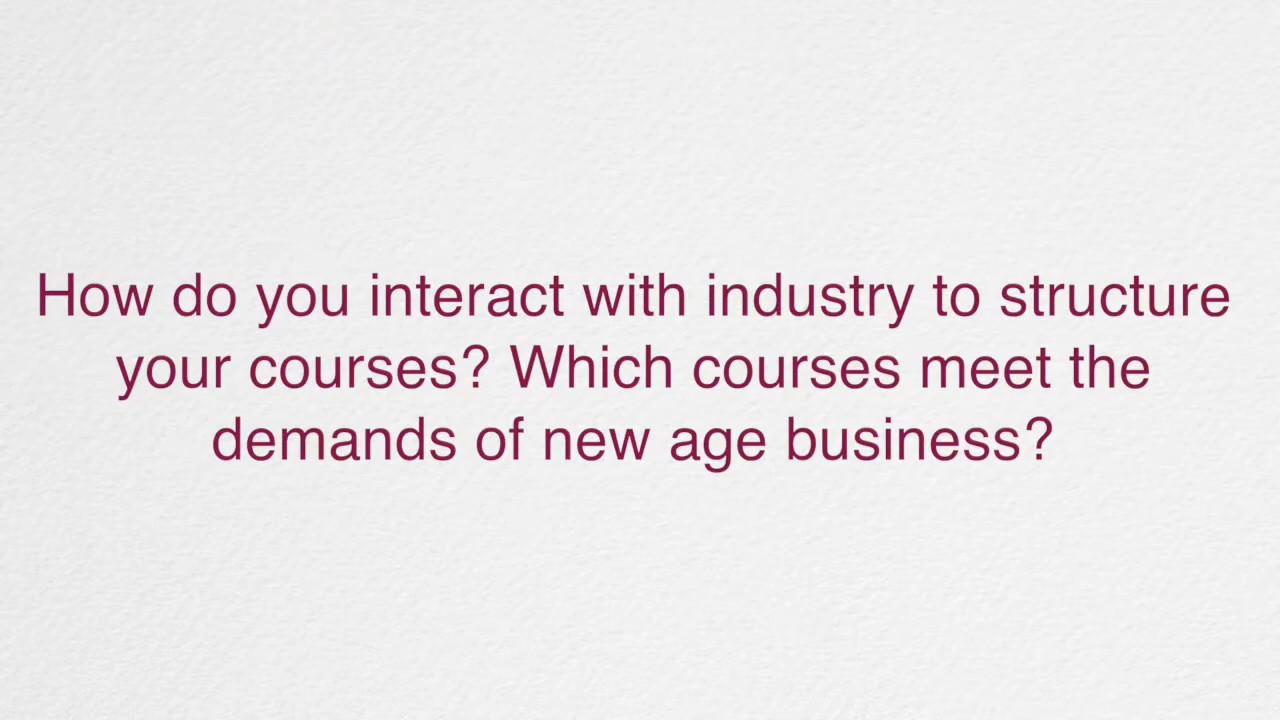 How do you interact with industry to structure
your courses? Which courses meet the
demands of new age business?